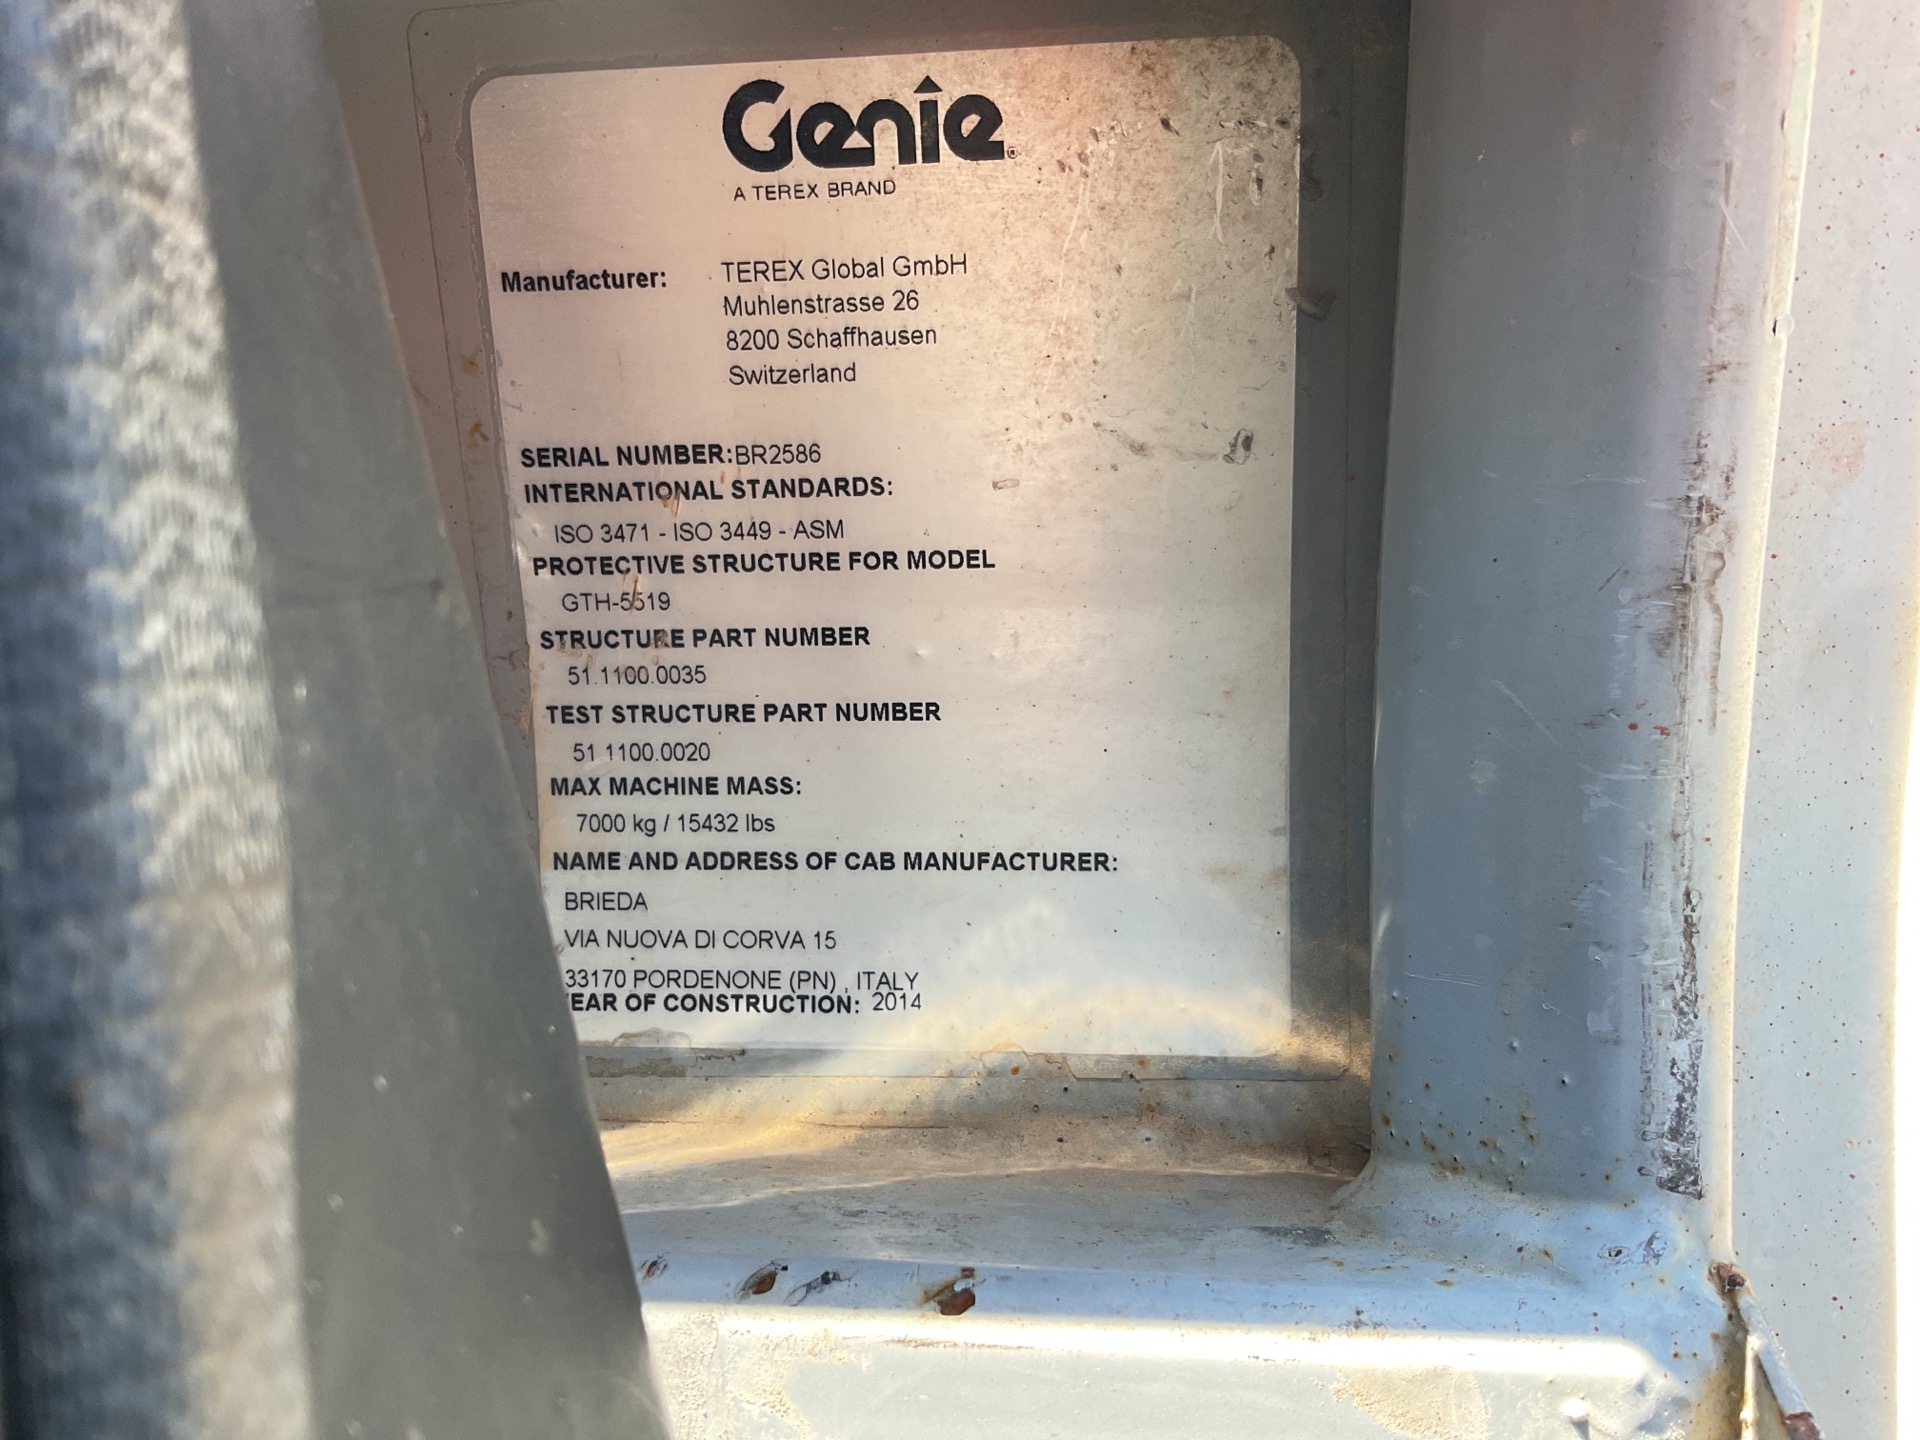 Genie®
A TEREX BRAND
Manufacturer: TEREX Global GmbH
Muhlenstrasse 26
8200 Schaffhausen
Switzerland
SERIAL NUMBER:BR2586
INTERNATIONAL STANDARDS:
ISO 3471 - ISO 3449 - ASM
PROTECTIVE STRUCTURE FOR MODEL
GTH-5519
STRUCTURE PART NUMBER
51.1100.0035
TEST STRUCTURE PART NUMBER
51 1100.0020
MAX MACHINE MASS:
7000 kg / 15432 lbs
NAME AND ADDRESS OF CAB MANUFACTURER:
BRIEDA
VIA NUOVA DI CORVA 15
33170 PORDENONE (PN) , ITALY
YEAR OF CONSTRUCTION: 2014